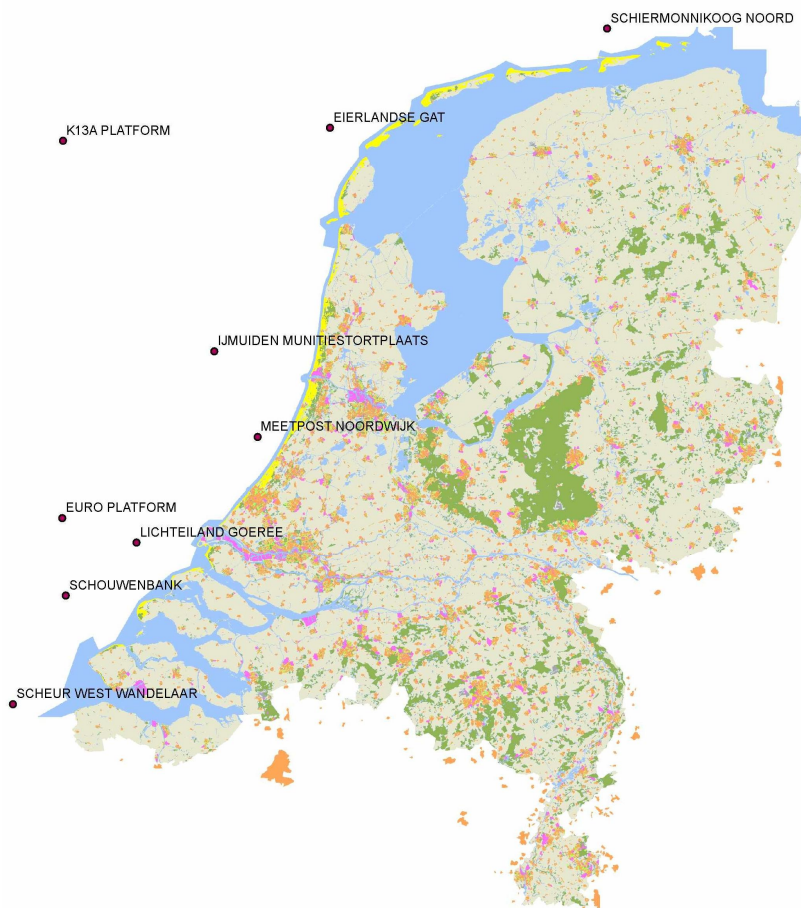 SCHIERMONNIKOOG NOORD
EIERLANDSE GAT
K13A PLATFORM
IJMUIDEN MUNITIESTORTPLAATS
MEETPOST NOORDWIJK
EURO PLATFORM
LICHTEILAND GOEREE
SCHOUWENBANK
SCHEUR WEST WANDELAAR